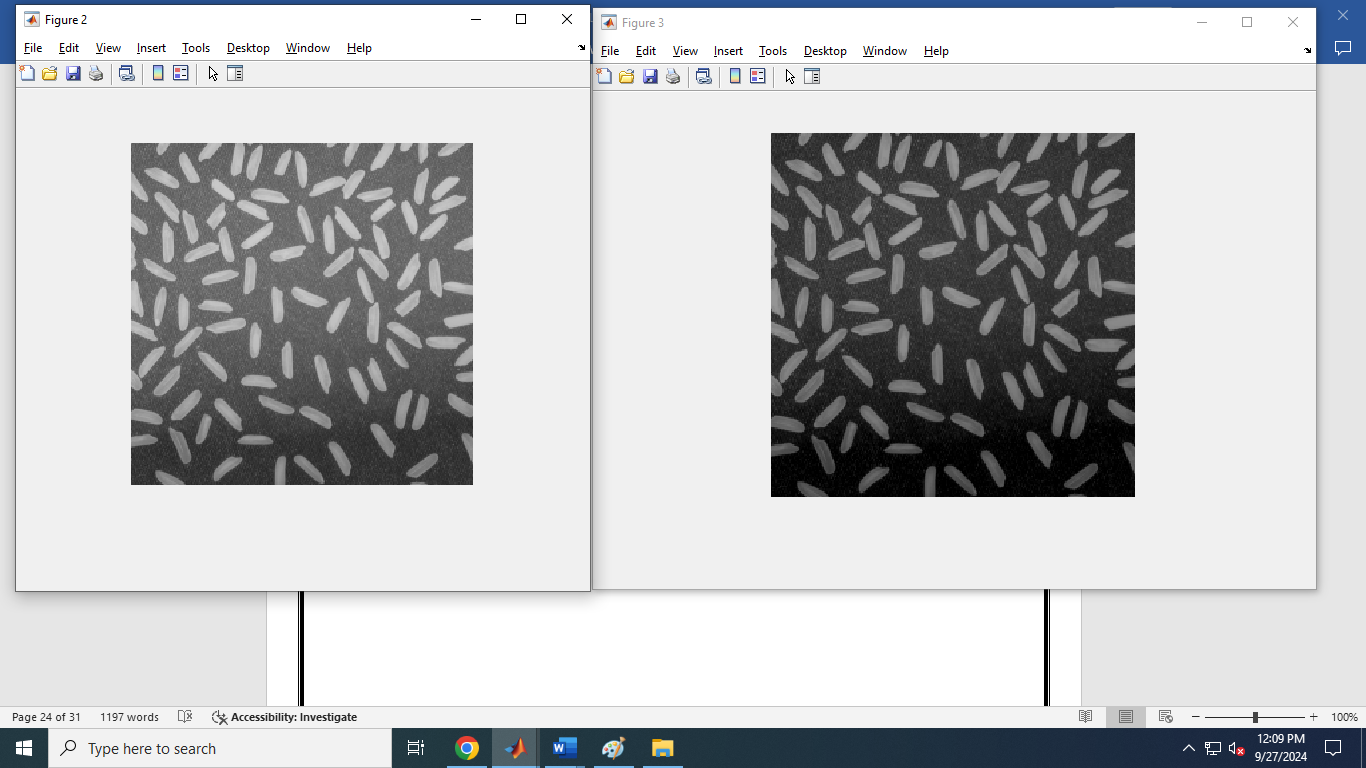 Figure 2
File Edit View Insert Tools Desktop Window Help
Figure 3
File Edit View Insert Tools Desktop Window Help
Page 24 of 31 1197 words Accessibility: Investigate 100%
Type here to search
12:09 PM
9/27/2024